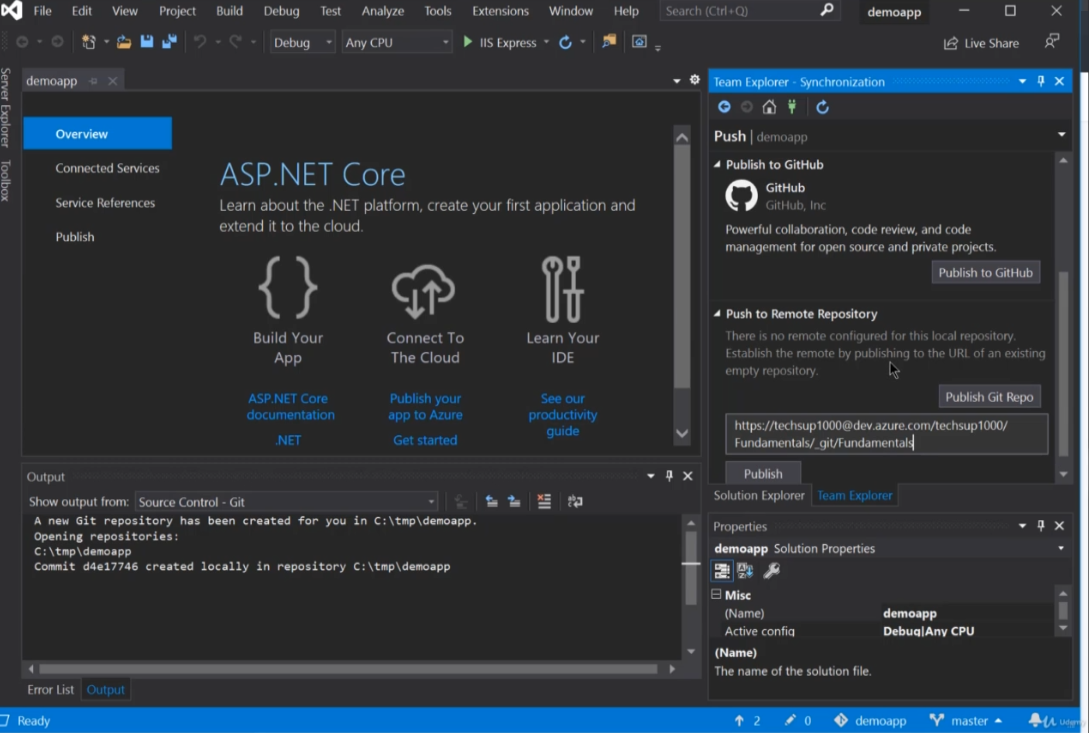 File Edit View Project Build Debug Test Analyze Tools Extensions Window Help Search (Ctrl+Q) demoapp
Debug Any CPU IIS Express Live Share
Server Explorer
Toolbox
demoapp
Overview
Connected Services
Service References
Publish
ASP.NET Core
Learn about the .NET platform, create your first application and
extend it to the cloud.
Build Your
App
Connect To
The Cloud
Learn Your
IDE
ASP.NET Core
documentation
.NET
Publish your
app to Azure
Get started
See our
productivity
guide
Team Explorer - Synchronization
Push | demoapp
Publish to GitHub
GitHub
GitHub, Inc
Powerful collaboration, code review, and code
management for open source and private projects.
Publish to GitHub
Push to Remote Repository
There is no remote configured for this local repository.
Establish the remote by publishing to the URL of an existing
empty repository.
Publish Git Repo
https://techsup1000@dev.azure.com/techsup1000/
Fundamentals/_git/Fundamentals
Publish
Solution Explorer Team Explorer
Output
Show output from: Source Control - Git
A new Git repository has been created for you in C:\tmp\demoapp.
Opening repositories:
C:\tmp\demoapp
Commit d4e17746 created locally in repository C:\tmp\demoapp
Error List Output
Properties
demoapp Solution Properties
Misc
(Name) demoapp
Active config Debug|Any CPU
(Name)
The name of the solution file.
Ready 2 0 demoapp master
Udemy